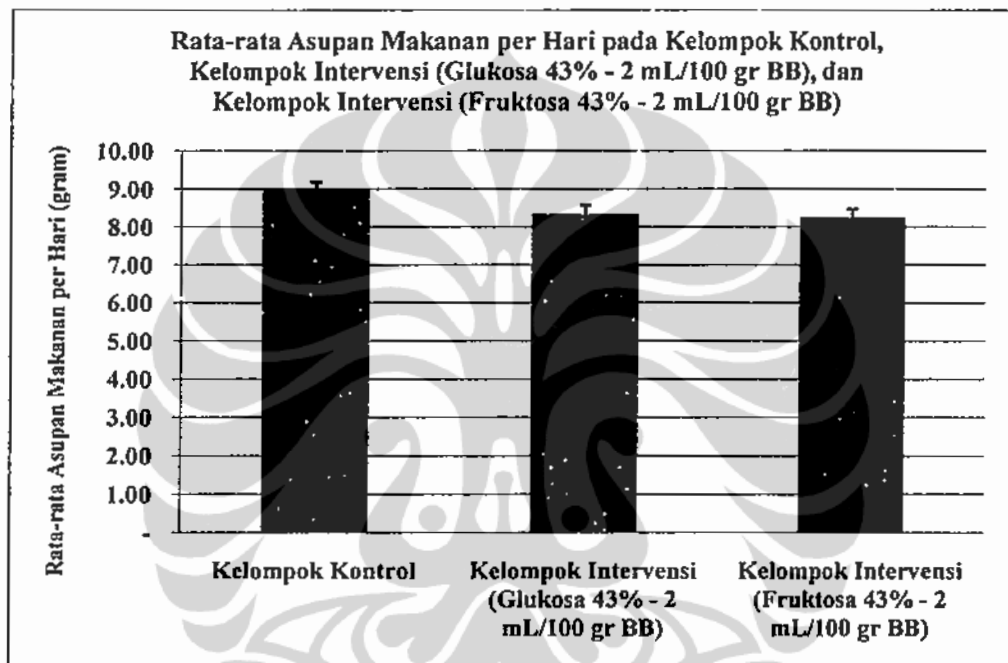 Rata-rata Asupan Makanan per Hari pada Kelompok Kontrol,
Kelompok Intervensi (Glukosa 43% - 2 mL/100 gr BB), dan
Kelompok Intervensi (Fruktosa 43% - 2 mL/100 gr BB)
Rata-rata Asupan Makanan per Hari (gram)
10.00
9.00
8.00
7.00
6.00
5.00
4.00
3.00
2.00
1.00
-
Kelompok Kontrol
Kelompok Intervensi
(Glukosa 43% - 2
mL/100 gr BB)
Kelompok Intervensi
(Fruktosa 43% - 2
mL/100 gr BB)